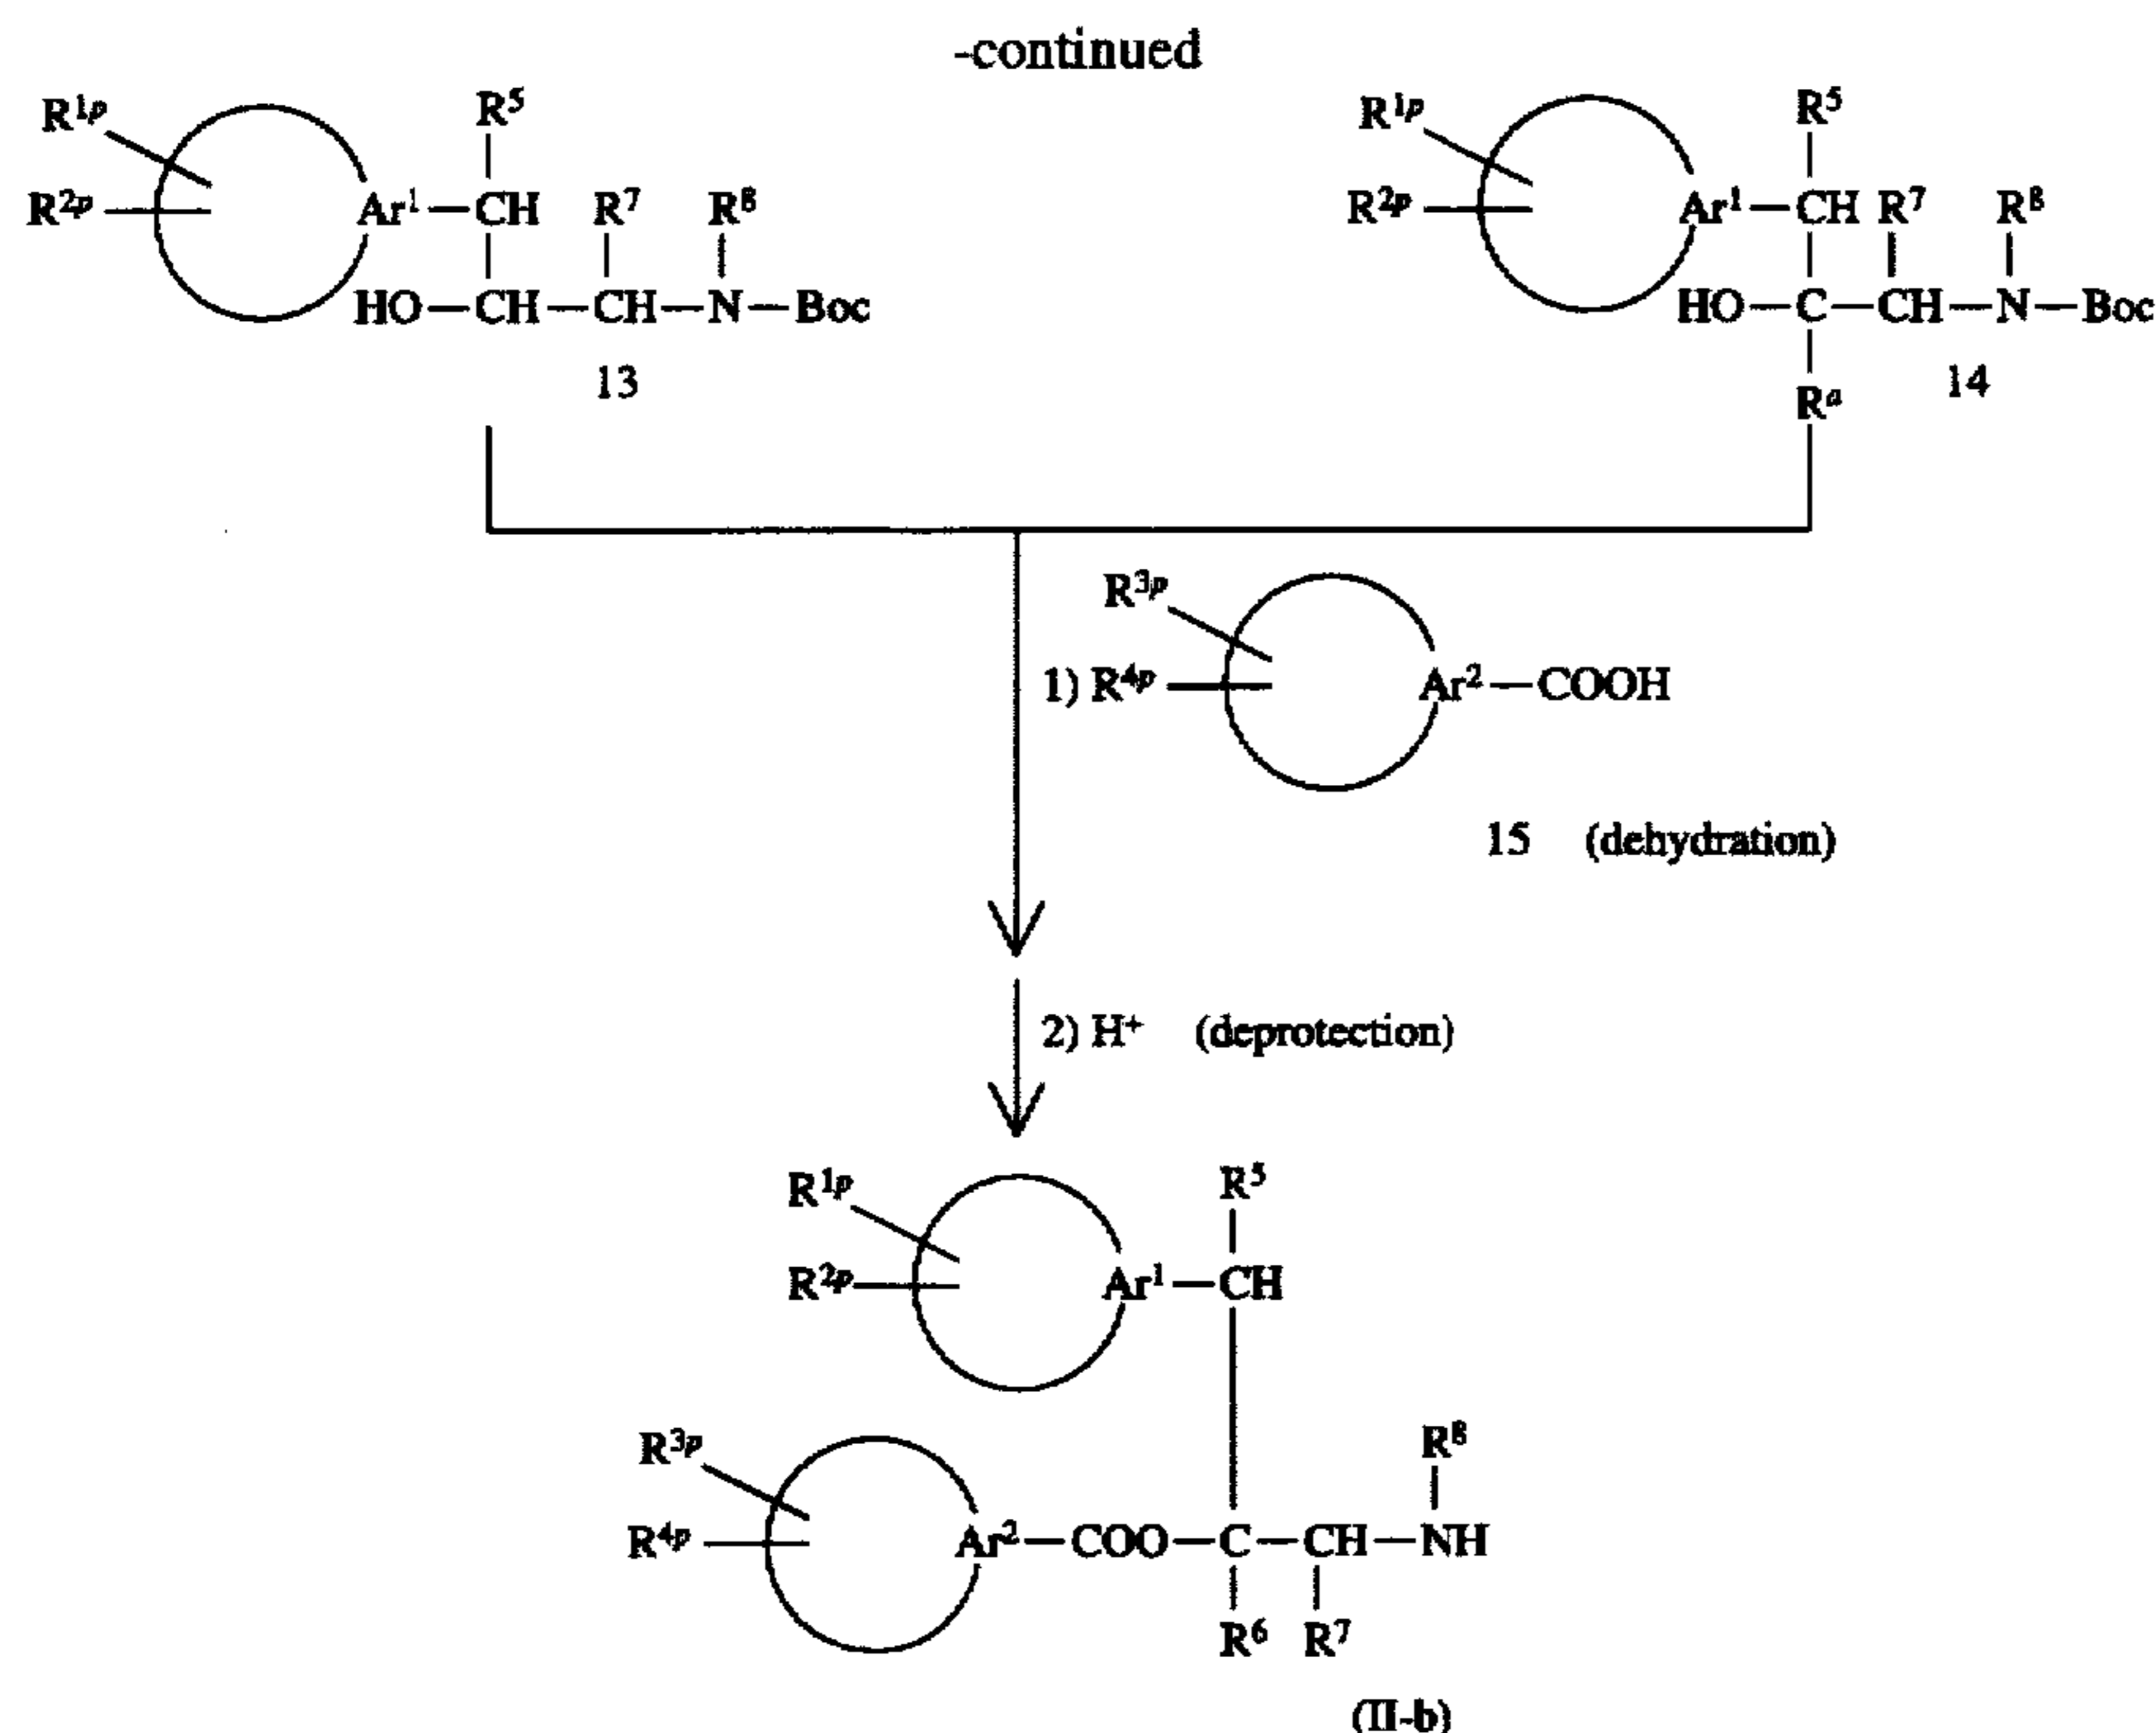 -continued
R1p R5
R2p Ar1—CH R7 R8
HO—CH—CH—N—Boc
13
R1p R5
R2p Ar1—CH R7 R8
HO—C—CH—N—Boc
Ra 14
R3p
1) R4p Ar2—COOH
15 (dehydration)
2) H+ (deprotection)
R1p R5
R2p Ar1—CH
R3p R8
R4p Ar2—COO—C—CH—NH
R6 R7
(II-b)